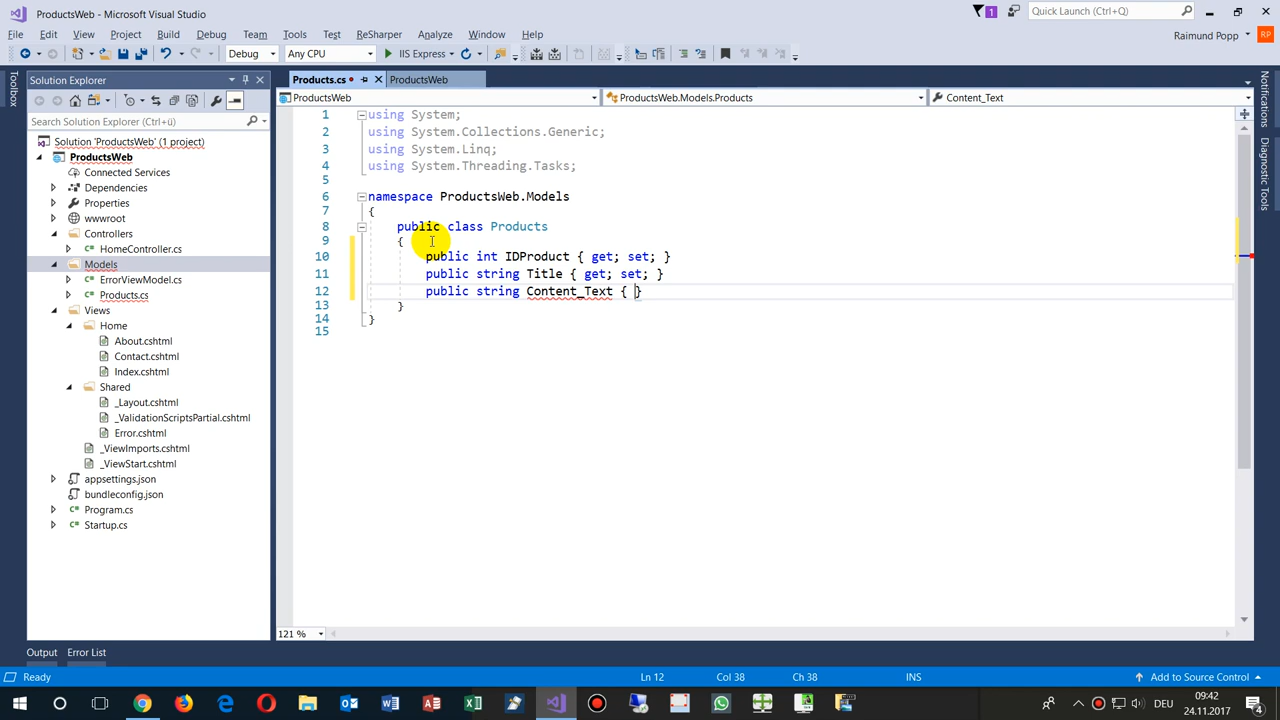 ProductsWeb - Microsoft Visual Studio
1
Quick Launch (Ctrl+Q)
File Edit View Project Build Debug Team Tools Test ReSharper Analyze Window Help
Raimund Popp RP
Debug Any CPU IIS Express
Toolbox
Solution Explorer
Products.cs ProductsWeb
ProductsWeb ProductsWeb.Models.Products Content_Text
Search Solution Explorer (Ctrl+ü)
Solution 'ProductsWeb' (1 project)
ProductsWeb
Connected Services
Dependencies
Properties
wwwroot
Controllers
HomeController.cs
Models
ErrorViewModel.cs
Products.cs
Views
Home
About.cshtml
Contact.cshtml
Index.cshtml
Shared
_Layout.cshtml
_ValidationScriptsPartial.cshtml
Error.cshtml
_ViewImports.cshtml
_ViewStart.cshtml
appsettings.json
bundleconfig.json
Program.cs
Startup.cs
1 using System;
2 using System.Collections.Generic;
3 using System.Linq;
4 using System.Threading.Tasks;
5
6 namespace ProductsWeb.Models
7 {
8 public class Products
9 {
10 public int IDProduct { get; set; }
11 public string Title { get; set; }
12 public string Content_Text { }
13 }
14 }
15
Notifications
Diagnostic Tools
121 %
Output Error List
Ready Ln 12 Col 38 Ch 38 INS Add to Source Control
DEU 09:42
24.11.2017
4